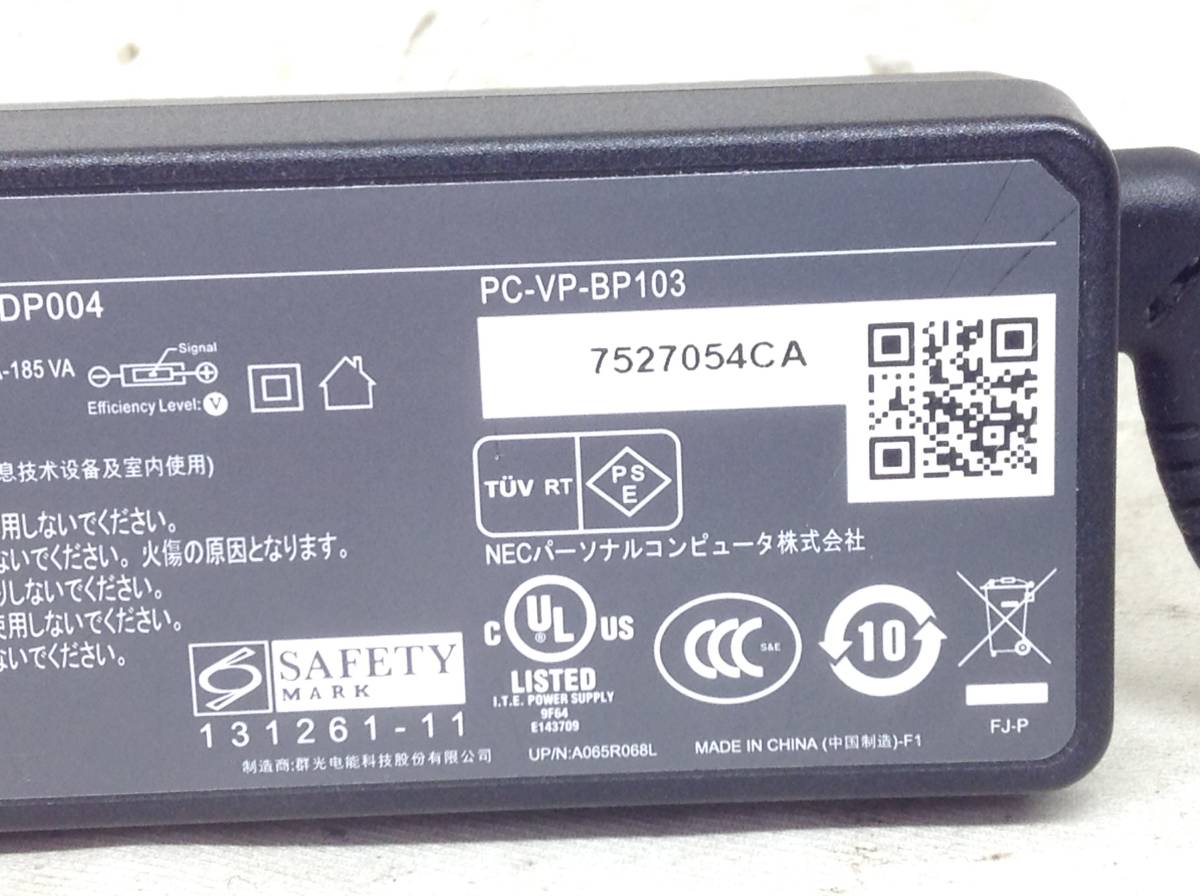 DP004
-185 VA
Signal
Efficiency Level: V
息技术设备及室内使用)
用しないでください。
ないでください。火傷の原因となります。
りしないでください。
使用しないでください。
ないでください。
SAFETY
MARK
131261-11
制造商:群光电能科技股份有限公司
PC-VP-BP103
7527054CA
TÜV RT
PS
E
NECパーソナルコンピュータ株式会社
C UL ® US
LISTED
I.T.E. POWER SUPPLY
9F64
E143709
CCC S&E
10
UP/N:A065R068L
MADE IN CHINA (中国制造)-F1
FJ-P